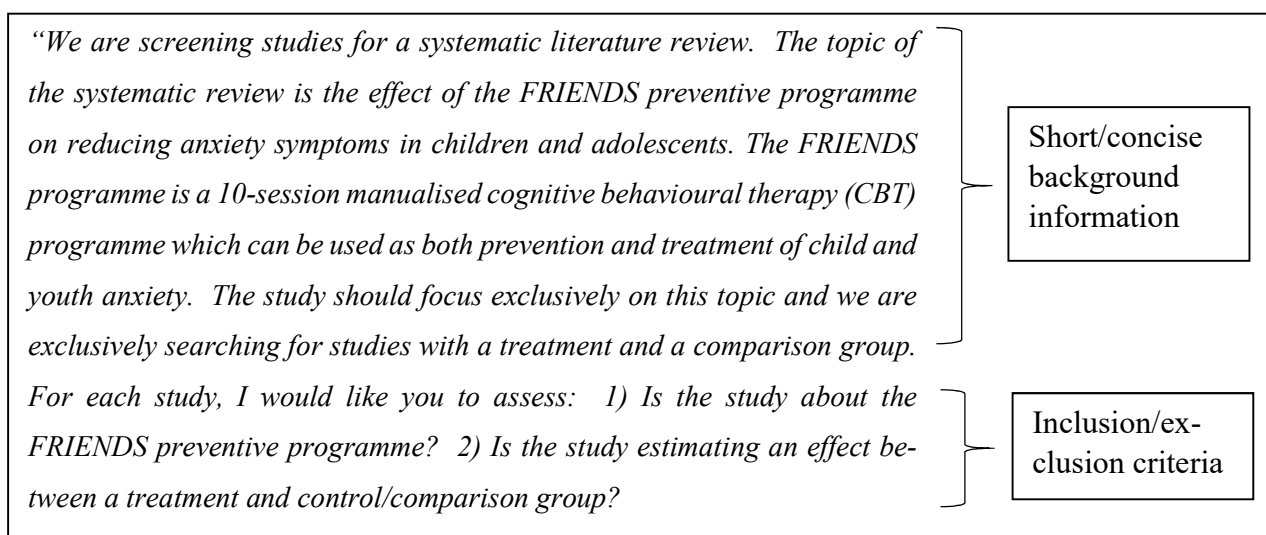 “We are screening studies for a systematic literature review. The topic of
the systematic review is the effect of the FRIENDS preventive programme
on reducing anxiety symptoms in children and adolescents. The FRIENDS
programme is a 10-session manualised cognitive behavioural therapy (CBT)
programme which can be used as both prevention and treatment of child and
youth anxiety. The study should focus exclusively on this topic and we are
exclusively searching for studies with a treatment and a comparison group.
For each study, I would like you to assess: 1) Is the study about the
FRIENDS preventive programme? 2) Is the study estimating an effect be-
tween a treatment and control/comparison group?
Short/concise
background
information
Inclusion/ex-
clusion criteria